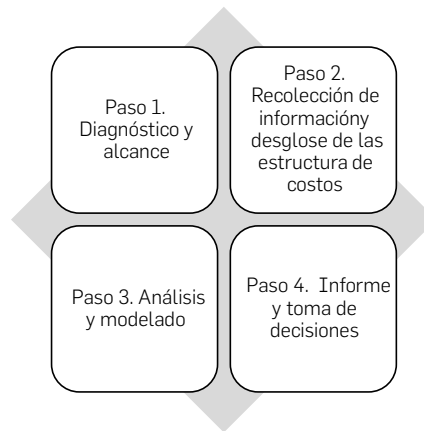 Paso 1.
Diagnóstico y
alcance
Paso 2.
Recolección de
informacióny
desglose de las
estructura de
costos
Paso 3. Análisis
y modelado
Paso 4. Informe
y toma de
decisiones